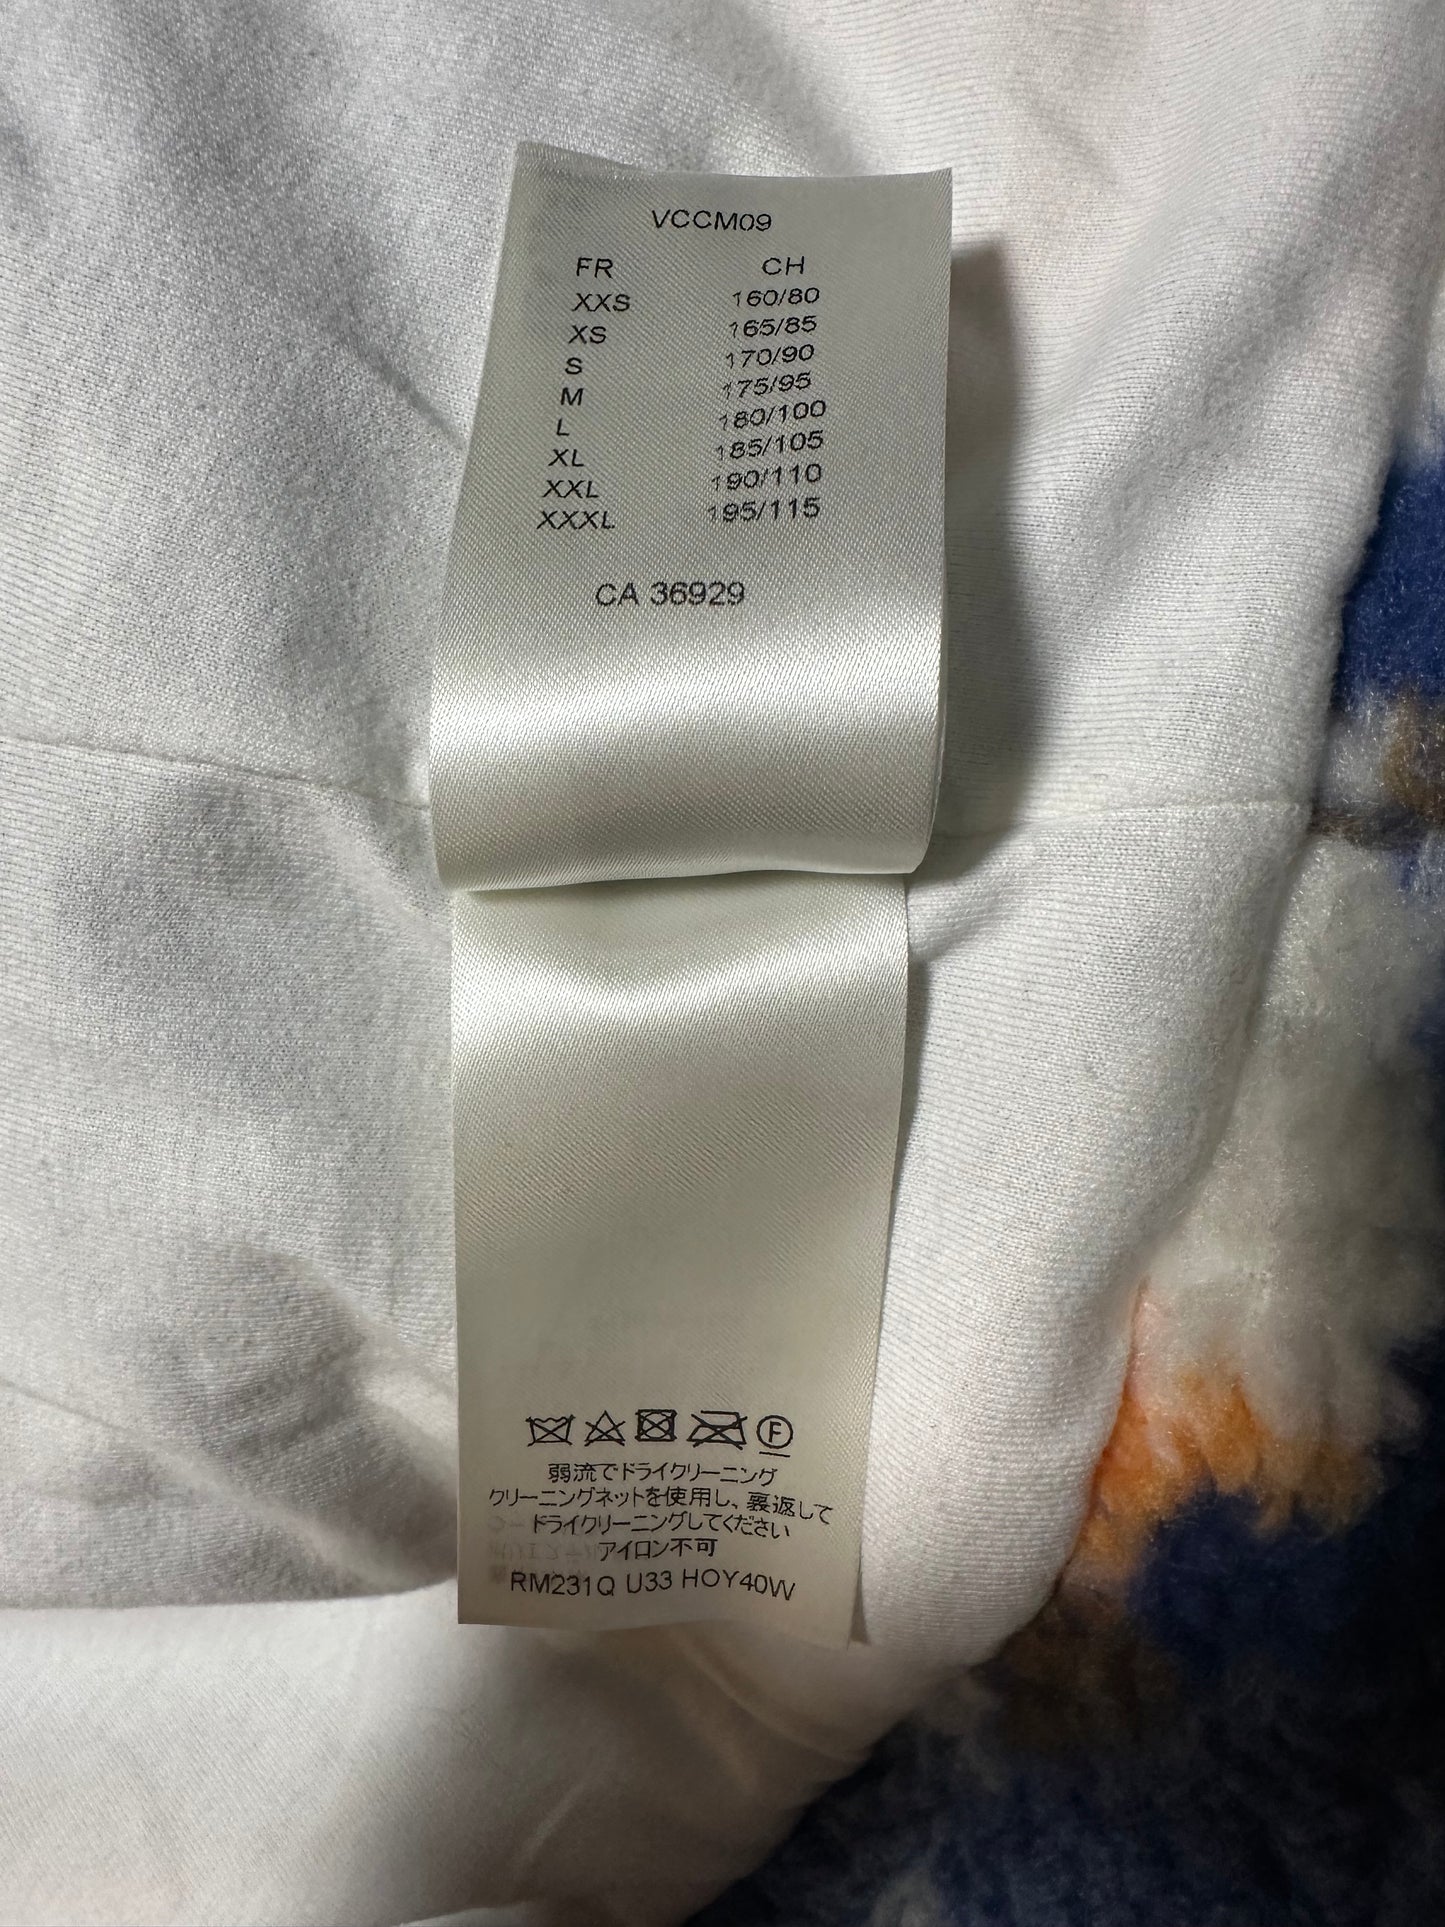 VCCM09
FR CH
XXS 160/80
XS 165/85
S 170/90
M 175/95
L 180/100
XL 185/105
XXL 190/110
XXXL 195/115
CA 36929
F
弱流でドライクリーニング
クリーニングネットを使用し、裏返して
ドライクリーニングしてください
アイロン不可
RM231Q U33 HOY40W